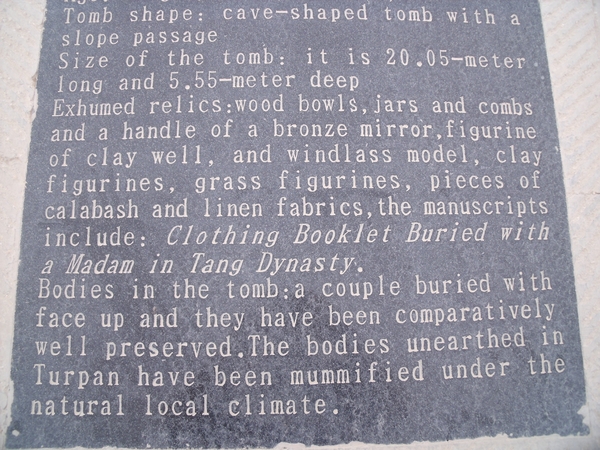 Tomb shape: cave-shaped tomb with a
slope passage
Size of the tomb: it is 20.05-meter
long and 5.55-meter deep
Exhumed relics:wood bowls,jars and combs
and a handle of a bronze mirror,figurine
of clay well, and windlass model, clay
figurines, grass figurines, pieces of
calabash and linen fabrics,the manuscripts
include: Clothing Booklet Buried with
a Madam in Tang Dynasty.
Bodies in the tomb:a couple buried with
face up and they have been comparatively
well preserved.The bodies unearthed in
Turpan have been mummified under the
natural local climate.